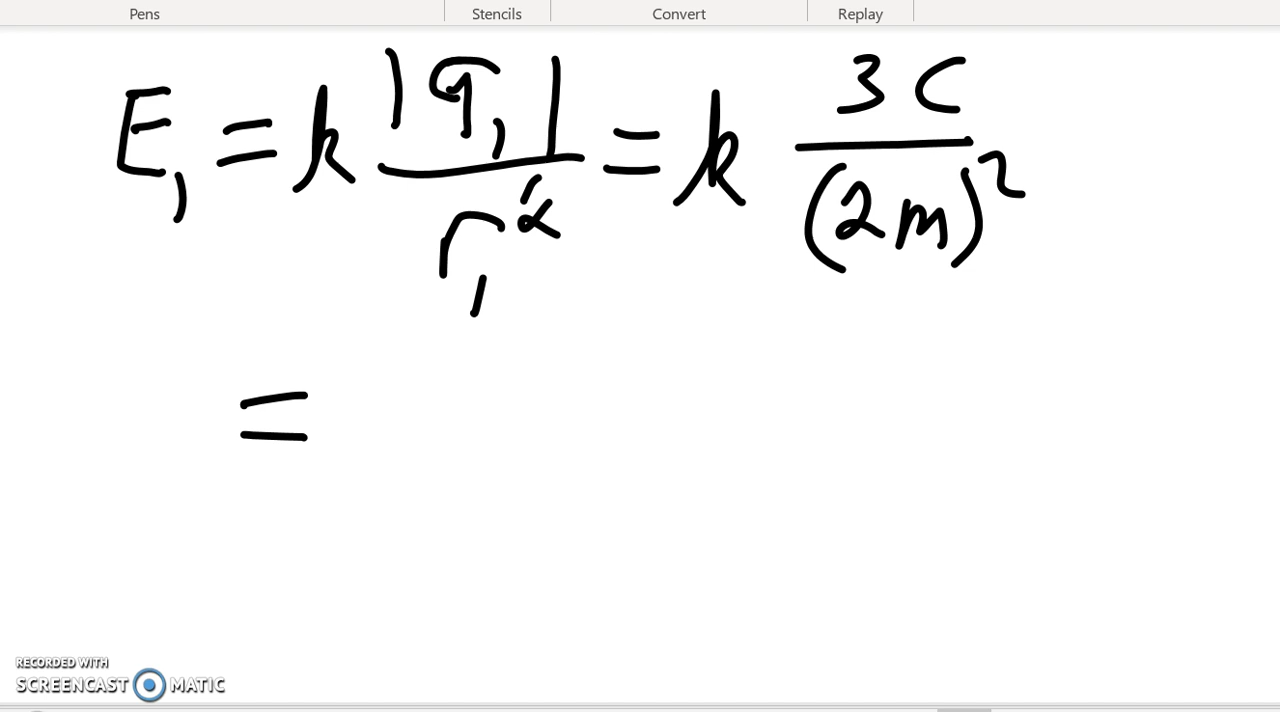 Pens Stencils Convert Replay
E₁ = k |q₁| / r₁² = k 3C / (2m)²
=
RECORDED WITH
SCREENCAST MATIC